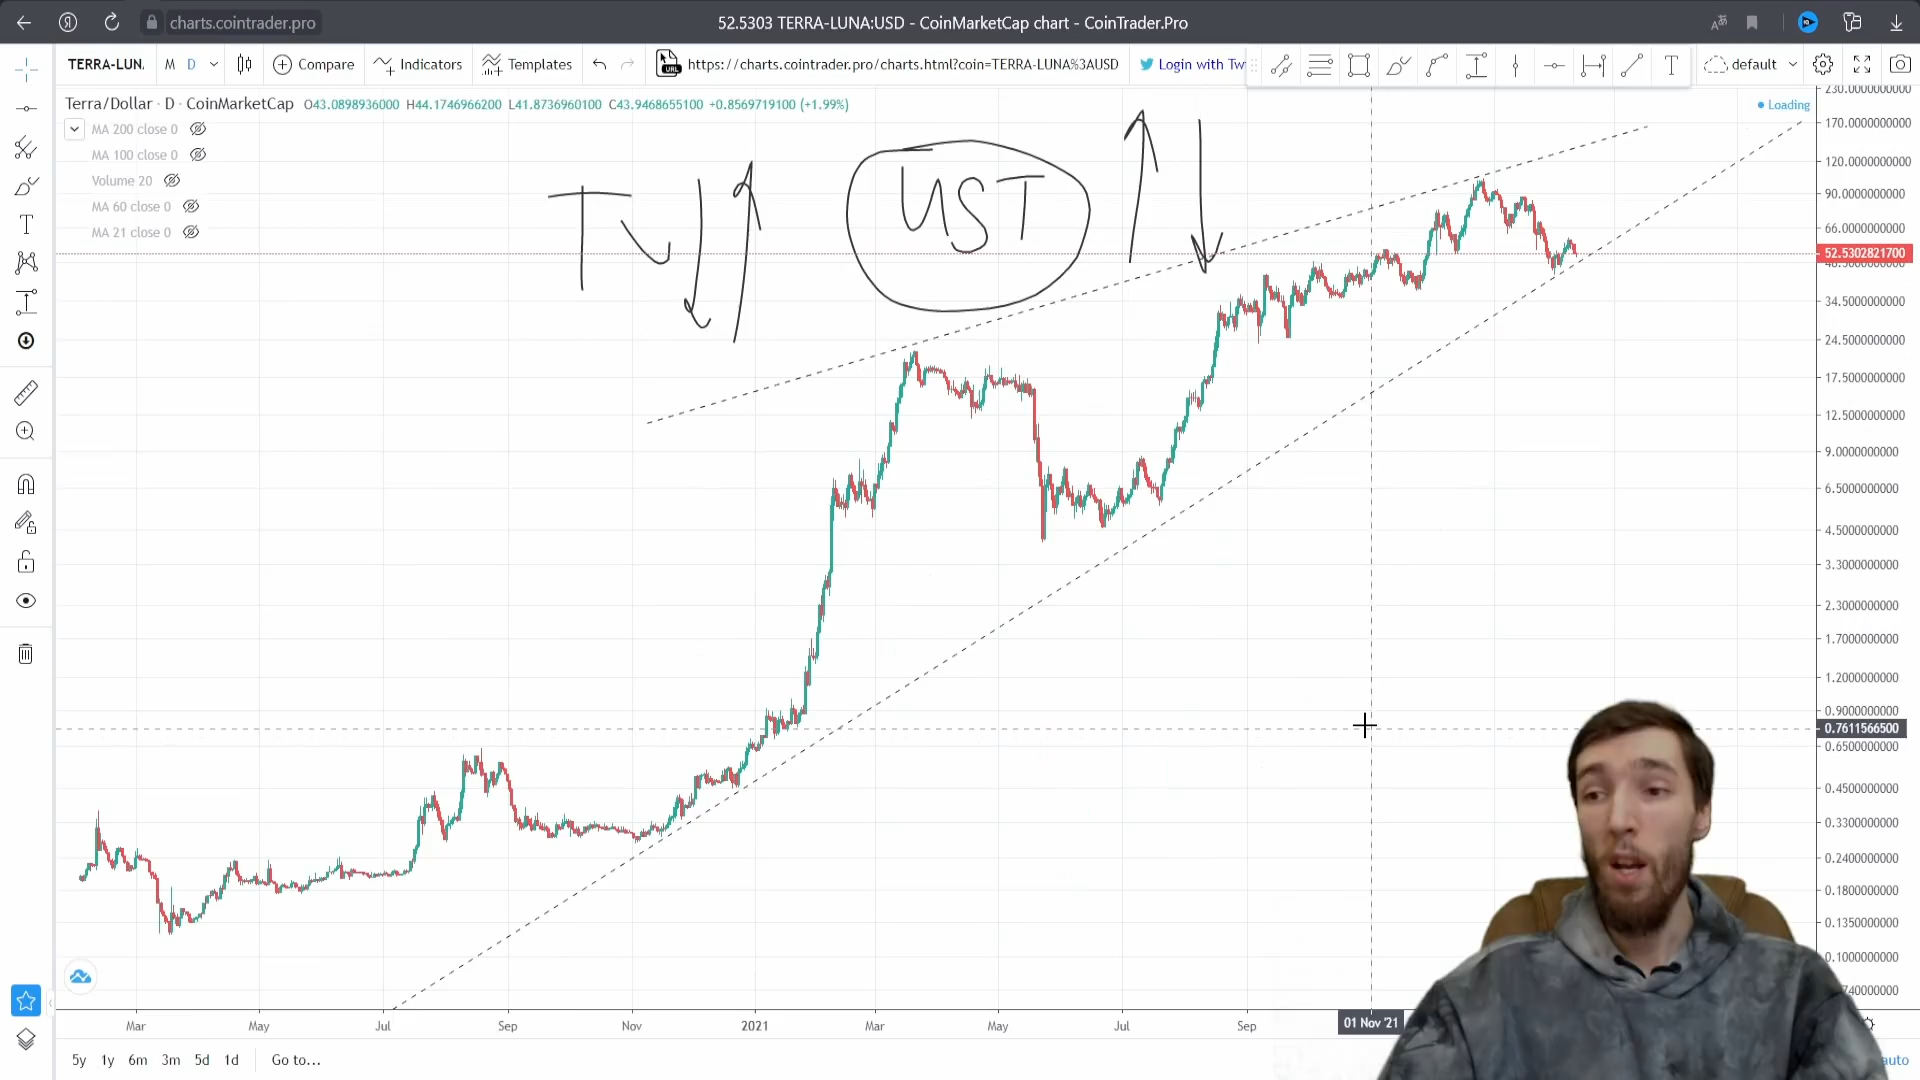 charts.cointrader.pro
52.5303 TERRA-LUNA:USD - CoinMarketCap chart - CoinTrader.Pro
TERRA-LUN. M D Compare Indicators Templates https://charts.cointrader.pro/charts.html?coin=TERRA-LUNA%3AUSD Login with Tw default
Terra/Dollar · D · CoinMarketCap O43.0898936000 H44.1746966200 L41.8736960100 C43.9468655100 +0.8569719100 (+1.99%)
Loading
MA 200 close 0
MA 100 close 0
Volume 20
MA 60 close 0
MA 21 close 0
UST
230.0000000000
170.0000000000
120.0000000000
90.0000000000
66.0000000000
52.5302821700
34.5000000000
24.5000000000
17.5000000000
12.5000000000
9.0000000000
6.5000000000
4.5000000000
3.3000000000
2.3000000000
1.7000000000
1.2000000000
0.9000000000
0.7611566500
0.6500000000
0.4500000000
0.3300000000
0.2400000000
0.1800000000
0.1350000000
0.1000000000
Mar May Jul Sep Nov 2021 Mar May Jul Sep 01 Nov '21
5y 1y 6m 3m 5d 1d Go to... auto